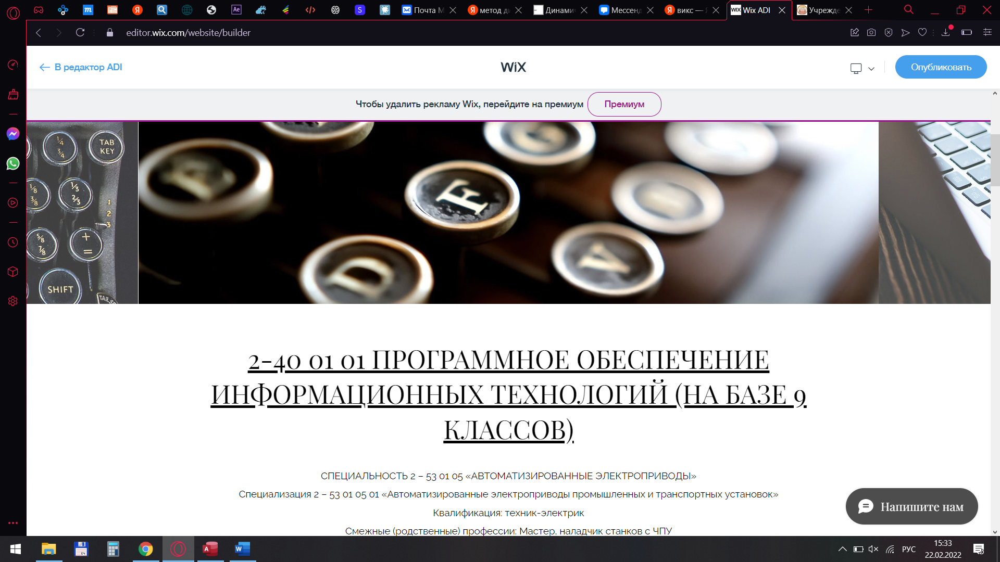 Почта М
метод ди
Динамич
Мессенд
викс —
Wix ADI
Учрежде
editor.wix.com/website/builder
В редактор ADI
WiX
Опубликовать
Чтобы удалить рекламу Wix, перейдите на премиум
Премиум
1/4
3/4
TAB
KEY
1/8
3/8
1/3
2/3
1
2
3
5/8
7/8
+
=
SHIFT
F
D
V
2-40 01 01 ПРОГРАММНОЕ ОБЕСПЕЧЕНИЕ
ИНФОРМАЦИОННЫХ ТЕХНОЛОГИЙ (НА БАЗЕ 9
КЛАССОВ)
СПЕЦИАЛЬНОСТЬ 2 – 53 01 05 «АВТОМАТИЗИРОВАННЫЕ ЭЛЕКТРОПРИВОДЫ»
Специализация 2 – 53 01 05 01 «Автоматизированные электроприводы промышленных и транспортных установок»
Квалификация: техник-электрик
Напишите нам
Смежные (родственные) профессии: Мастер, наладчик станков с ЧПУ
РУС
15:33
22.02.2022